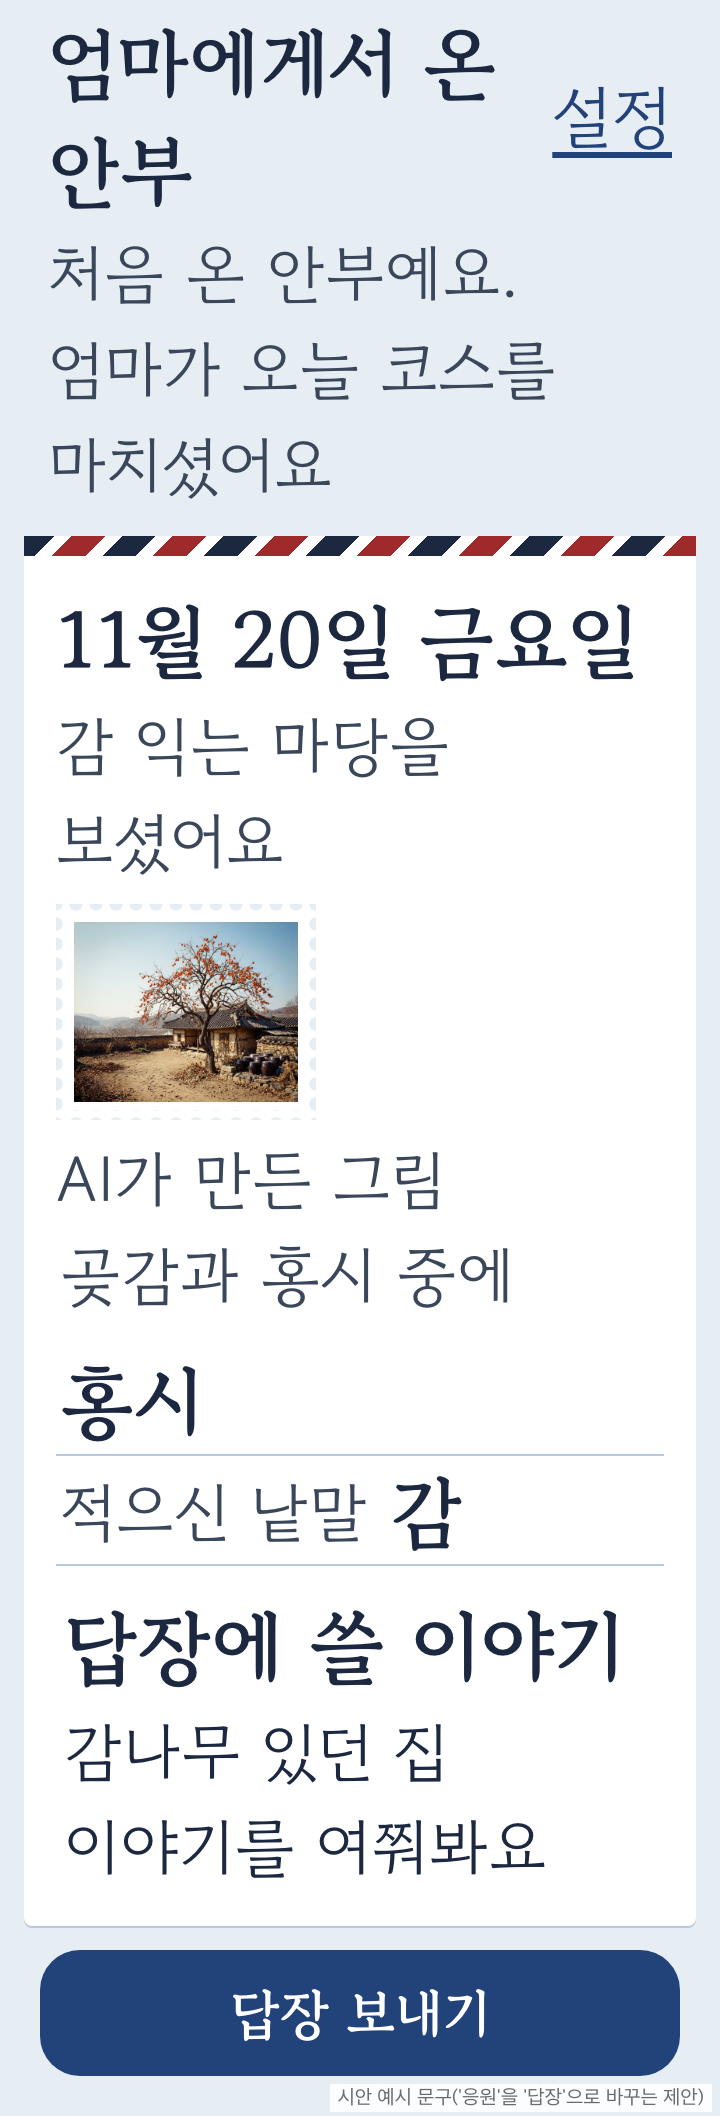 엄마에게서 온
안부
설정
처음 온 안부예요.
엄마가 오늘 코스를
마치셨어요
11월 20일 금요일
감 익는 마당을
보셨어요
AI가 만든 그림
곶감과 홍시 중에
홍시
적으신 낱말 감
답장에 쓸 이야기
감나무 있던 집
이야기를 여쭤봐요
답장 보내기
시안 예시 문구('응원'을 '답장'으로 바꾸는 제안)